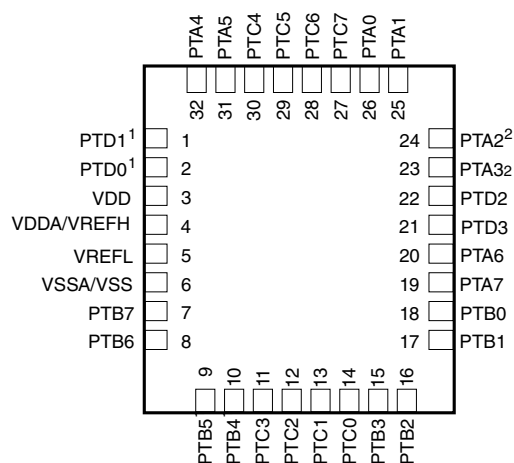 PTA4 PTA5 PTC4 PTC5 PTC6 PTC7 PTA0 PTA1
32 31 30 29 28 27 26 25
PTD1¹ 1 24 PTA2²
PTD0¹ 2 23 PTA32
VDD 3 22 PTD2
VDDA/VREFH 4 21 PTD3
VREFL 5 20 PTA6
VSSA/VSS 6 19 PTA7
PTB7 7 18 PTB0
PTB6 8 17 PTB1
9 10 11 12 13 14 15 16
PTB5 PTB4 PTC3 PTC2 PTC1 PTC0 PTB3 PTB2